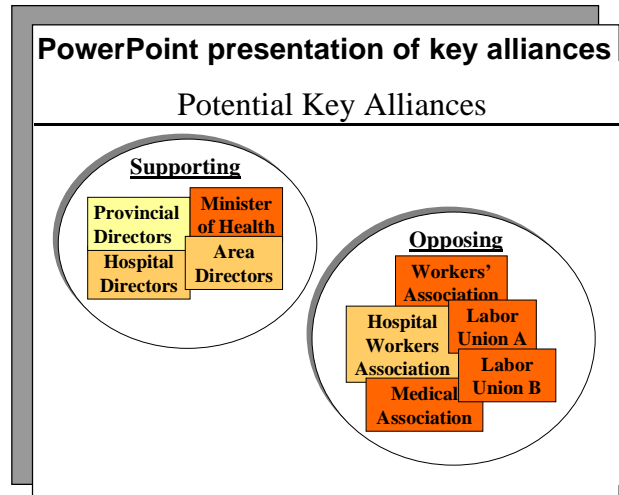 PowerPoint presentation of key alliances
Potential Key Alliances
Supporting
Provincial
Directors
Minister
of Health
Hospital
Directors
Area
Directors
Opposing
Workers'
Association
Hospital
Workers
Association
Labor
Union A
Labor
Union B
Medical
Association